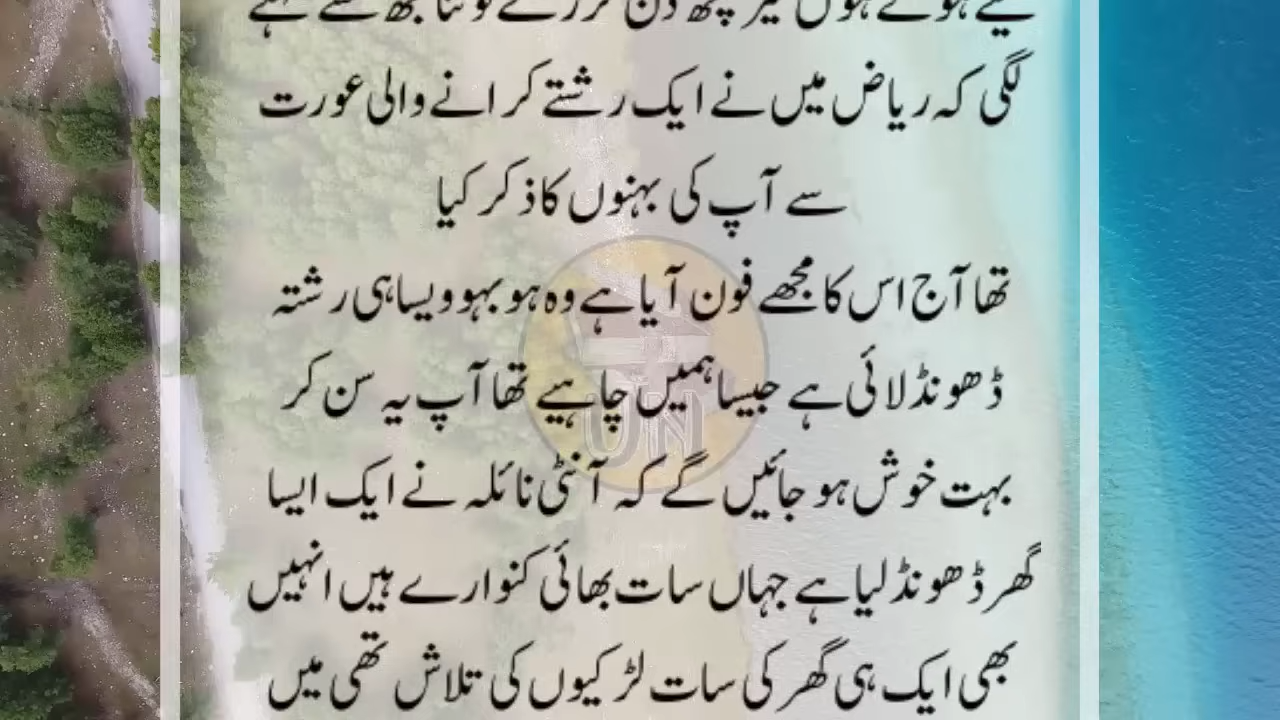 لگی کہ ریاض میں نے ایک رشتے کرانے والی عورت
سے آپ کی بہنوں کا ذکر کیا
تھا آج اس کا مجھے فون آیا ہے وہ ہو بہو ویسا ہی رشتہ
ڈھونڈ لائی ہے جیسا ہمیں چاہیے تھا آپ یہ سن کر
بہت خوش ہو جائیں گے کہ آنٹی نائلہ نے ایک ایسا
گھر ڈھونڈ لیا ہے جہاں سات بھائی کنوارے ہیں انہیں
بھی ایک ہی گھر کی سات لڑکیوں کی تلاش تھی میں
UN